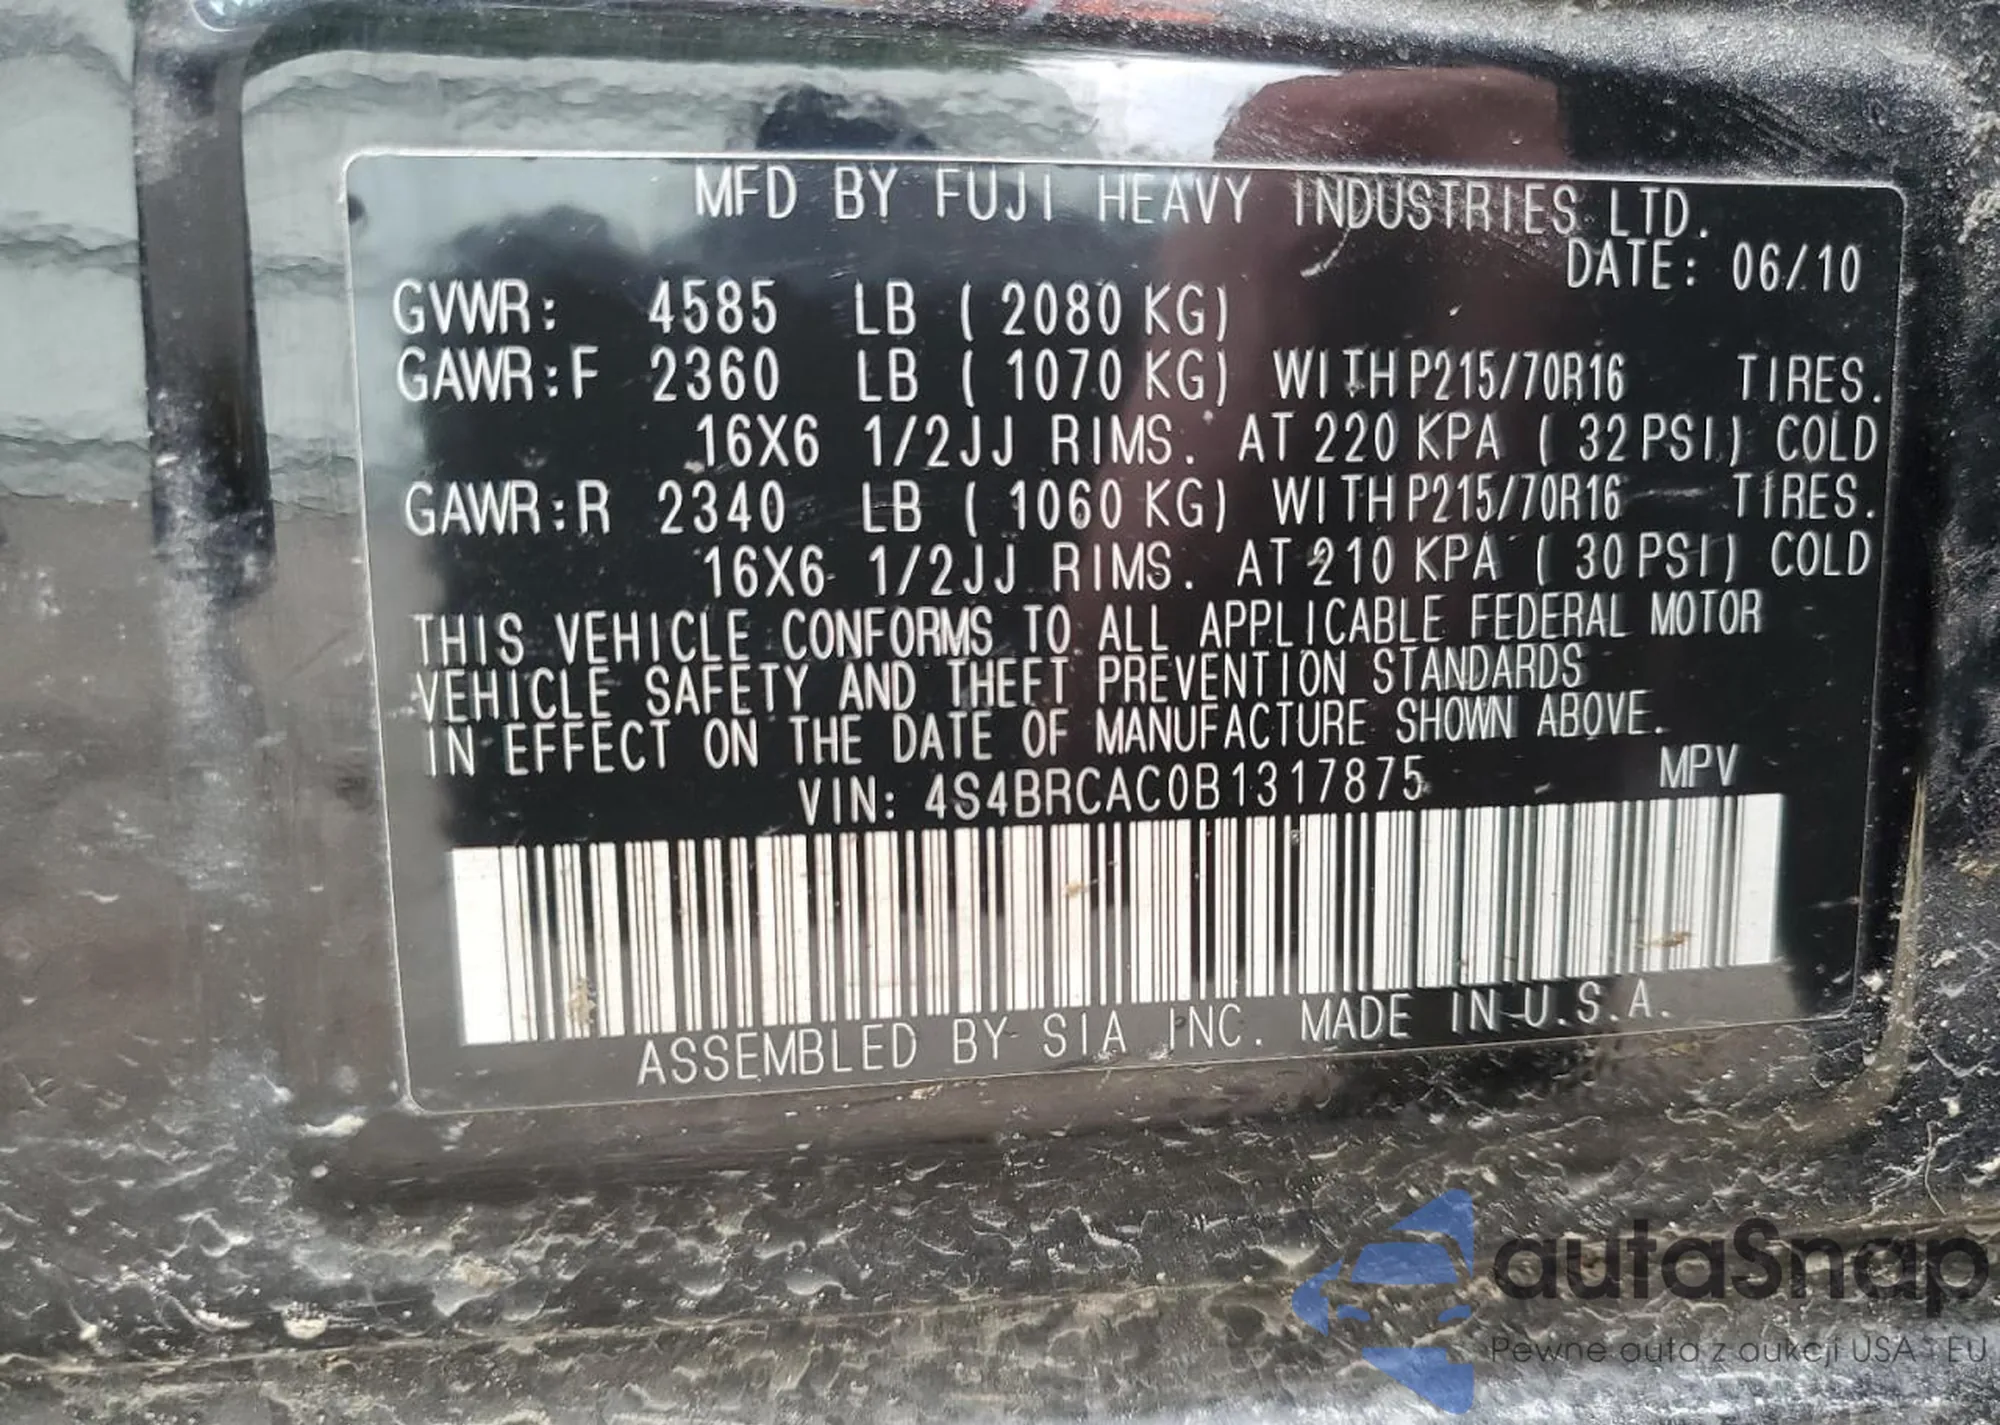 MFD BY FUJI HEAVY INDUSTRIES LTD.
DATE: 06/10
GVWR: 4585 LB ( 2080 KG)
GAWR:F 2360 LB ( 1070 KG) WITH P215/70R16 TIRES.
16X6 1/2JJ RIMS. AT 220 KPA ( 32 PSI) COLD
GAWR:R 2340 LB ( 1060 KG) WITH P215/70R16 TIRES.
16X6 1/2JJ RIMS. AT 210 KPA ( 30 PSI) COLD
THIS VEHICLE CONFORMS TO ALL APPLICABLE FEDERAL MOTOR
VEHICLE SAFETY AND THEFT PREVENTION STANDARDS
IN EFFECT ON THE DATE OF MANUFACTURE SHOWN ABOVE.
VIN: 4S4BRCAC0B1317875 MPV
ASSEMBLED BY SIA INC. MADE IN U.S.A.
autaSnap
Pewne auta z aukcji USA i EU